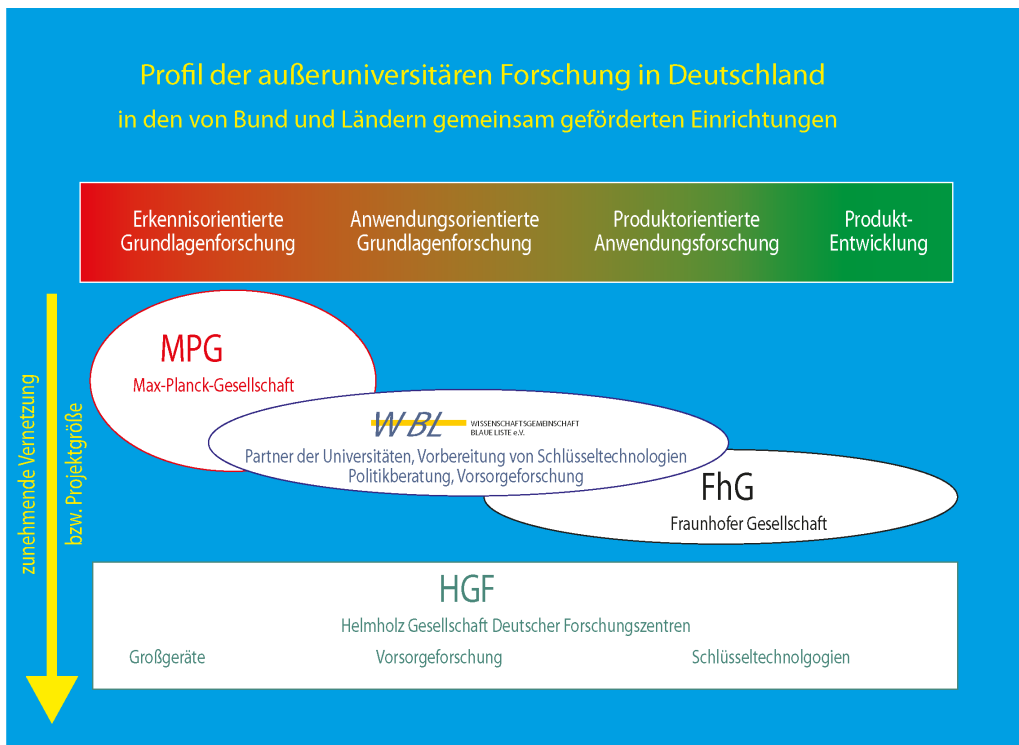 Profil der außeruniversitären Forschung in Deutschland
in den von Bund und Ländern gemeinsam geförderten Einrichtungen
Erkennisorientierte
Grundlagenforschung
Anwendungsorientierte
Grundlagenforschung
Produktorientierte
Anwendungsforschung
Produkt-
Entwicklung
zunehmende Vernetzung
bzw. Projektgröße
MPG
Max-Planck-Gesellschaft
WBL
WISSENSCHAFTSGEMEINSCHAFT
BLAUE LISTE e.V.
Partner der Universitäten, Vorbereitung von Schlüsseltechnologien
Politikberatung, Vorsorgeforschung
FhG
Fraunhofer Gesellschaft
HGF
Helmholz Gesellschaft Deutscher Forschungszentren
Großgeräte
Vorsorgeforschung
Schlüsseltechnolgogien